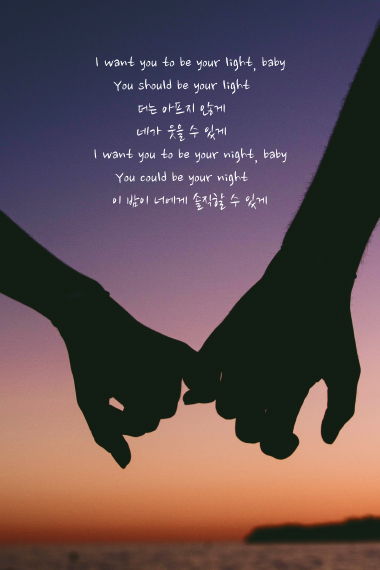 I want you to be your light, baby
You should be your light
더는 아프지 않게
네가 웃을 수 있게
I want you to be your night, baby
You could be your night
이 밤이 너에게 솔직할 수 있게